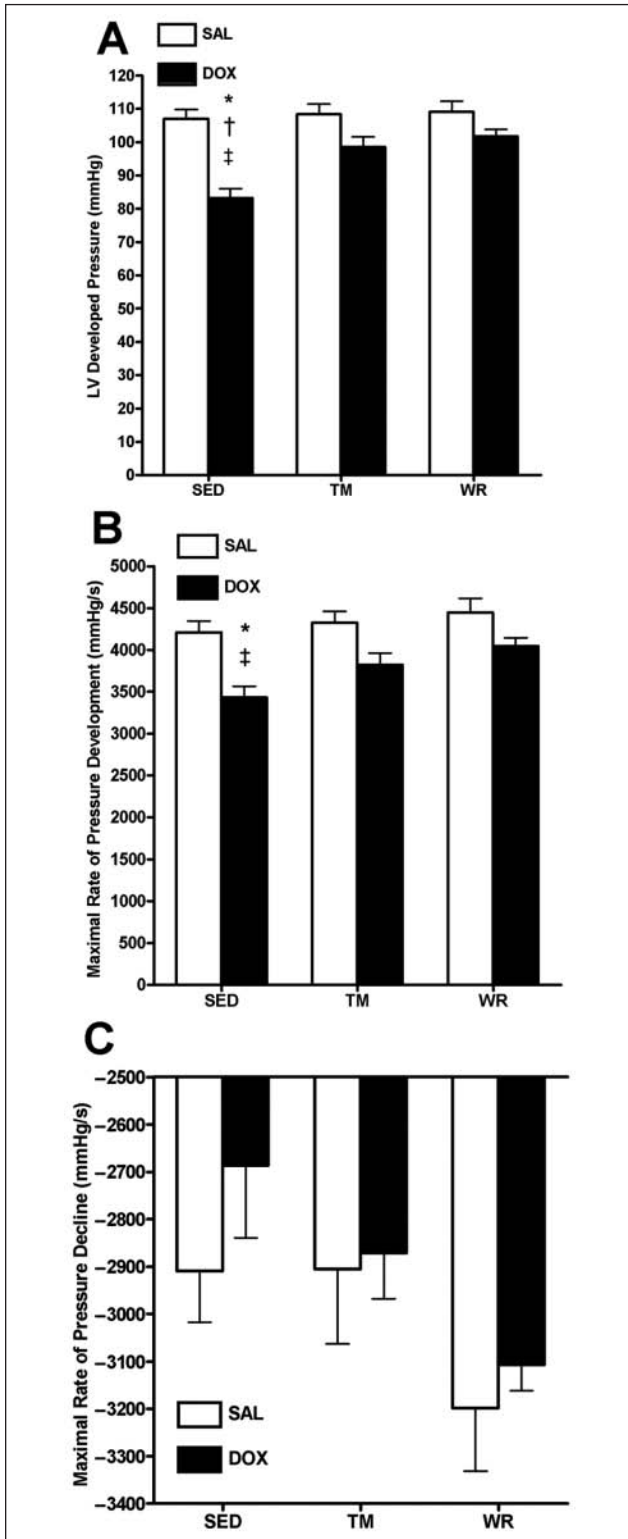 A
SAL
DOX
LV Developed Pressure (mmHg)
120
110
100
90
80
70
60
50
40
30
20
10
0
*
†
‡
SED TM WR
B
SAL
DOX
Maximal Rate of Pressure Development (mmHg/s)
5000
4500
4000
3500
3000
2500
2000
1500
1000
500
0
*
‡
SED TM WR
C
Maximal Rate of Pressure Decline (mmHg/s)
–2500
–2600
–2700
–2800
–2900
–3000
–3100
–3200
–3300
–3400
SAL
DOX
SED TM WR